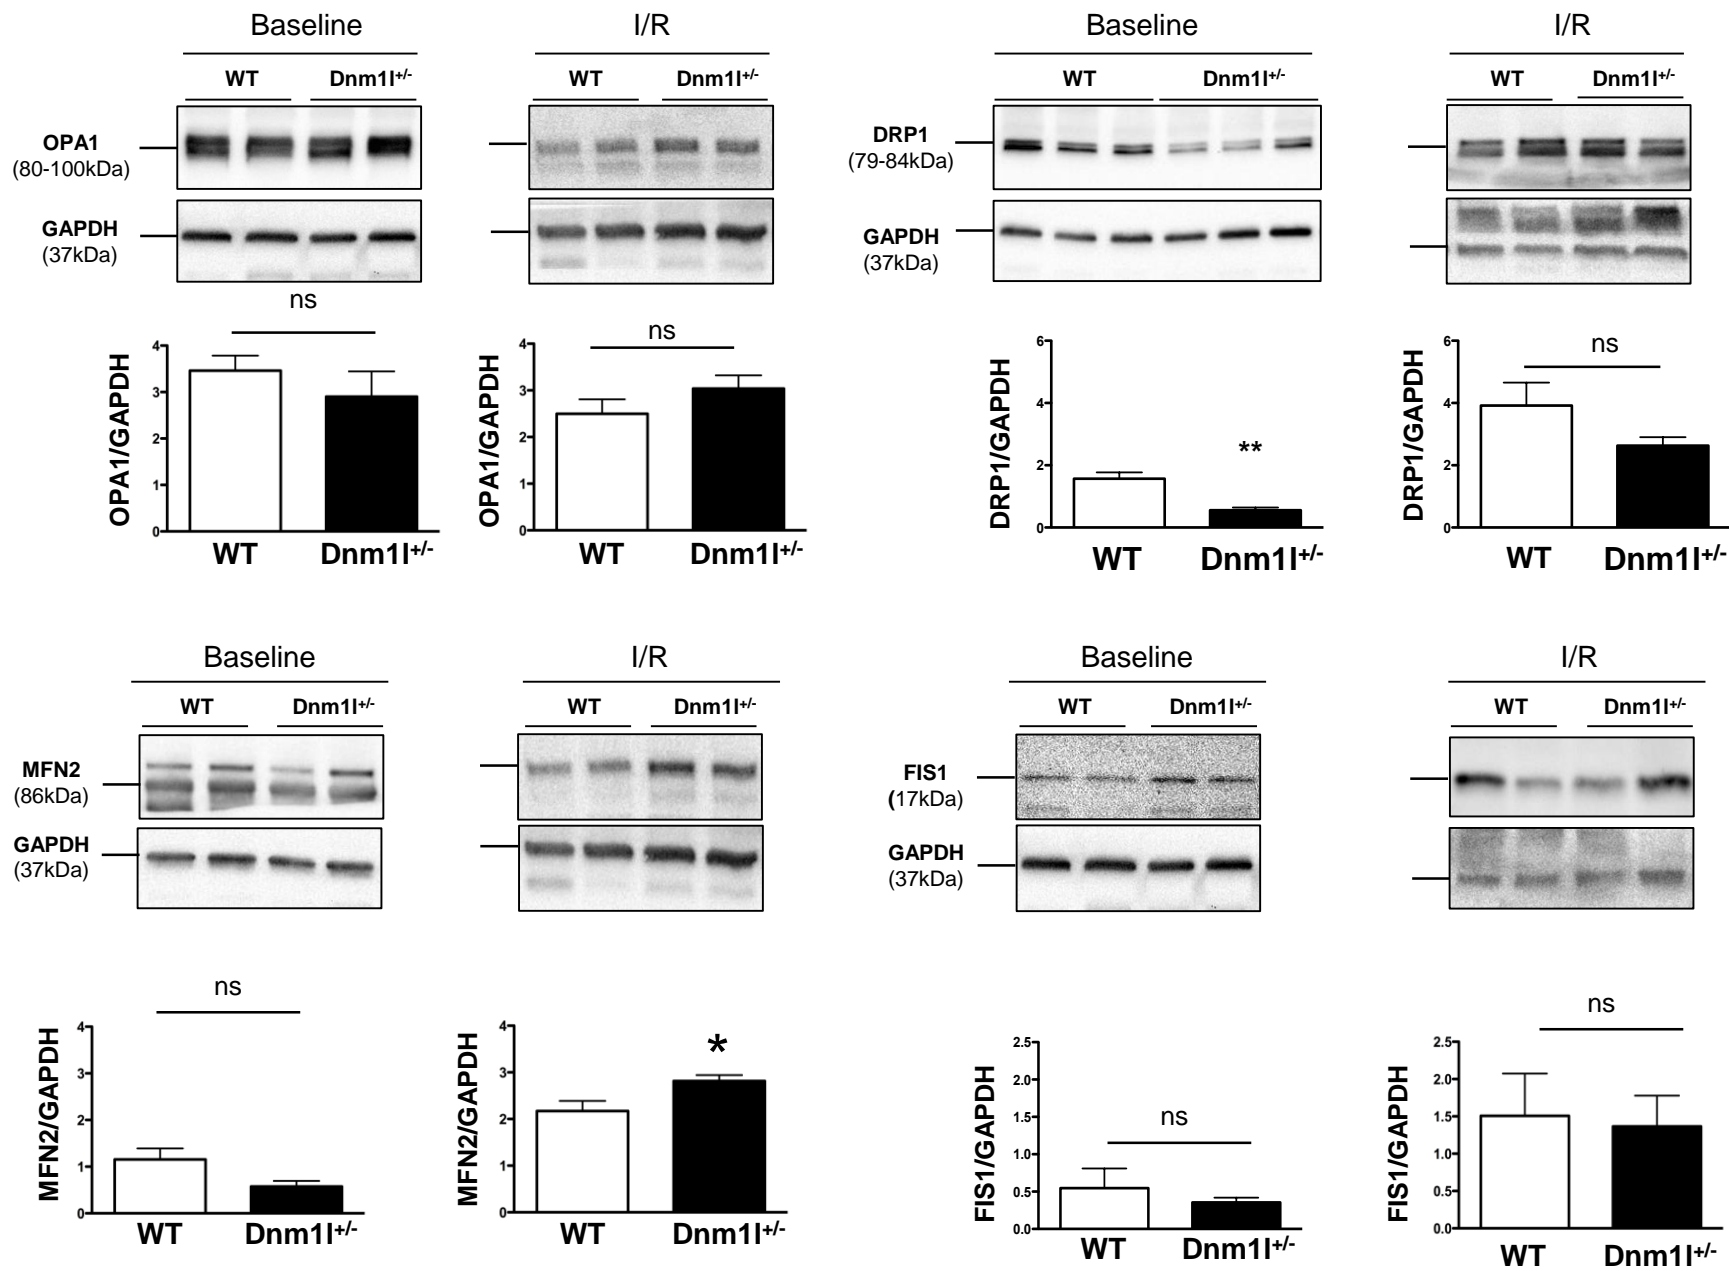 Baseline
I/R
Baseline
I/R
WT Dnm1l+/-
WT Dnm1l+/-
WT Dnm1l+/-
WT Dnm1l+/-
OPA1
(80-100kDa)
DRP1
(79-84kDa)
GAPDH
(37kDa)
GAPDH
(37kDa)
ns
OPA1/GAPDH
4
3
2
1
0
WT Dnm1l+/-
ns
OPA1/GAPDH
4
3
2
1
0
WT Dnm1l+/-
**
DRP1/GAPDH
6
4
2
0
WT Dnm1l+/-
ns
DRP1/GAPDH
6
4
2
0
WT Dnm1l+/-
Baseline
I/R
Baseline
I/R
WT Dnm1l+/-
WT Dnm1l+/-
WT Dnm1l+/-
WT Dnm1l+/-
MFN2
(86kDa)
FIS1
(17kDa)
GAPDH
(37kDa)
GAPDH
(37kDa)
ns
MFN2/GAPDH
4
3
2
1
0
WT Dnm1l+/-
*
MFN2/GAPDH
4
3
2
1
0
WT Dnm1l+/-
ns
FIS1/GAPDH
2.5
2.0
1.5
1.0
0.5
0.0
WT Dnm1l+/-
ns
FIS1/GAPDH
2.5
2.0
1.5
1.0
0.5
0.0
WT Dnm1l+/-